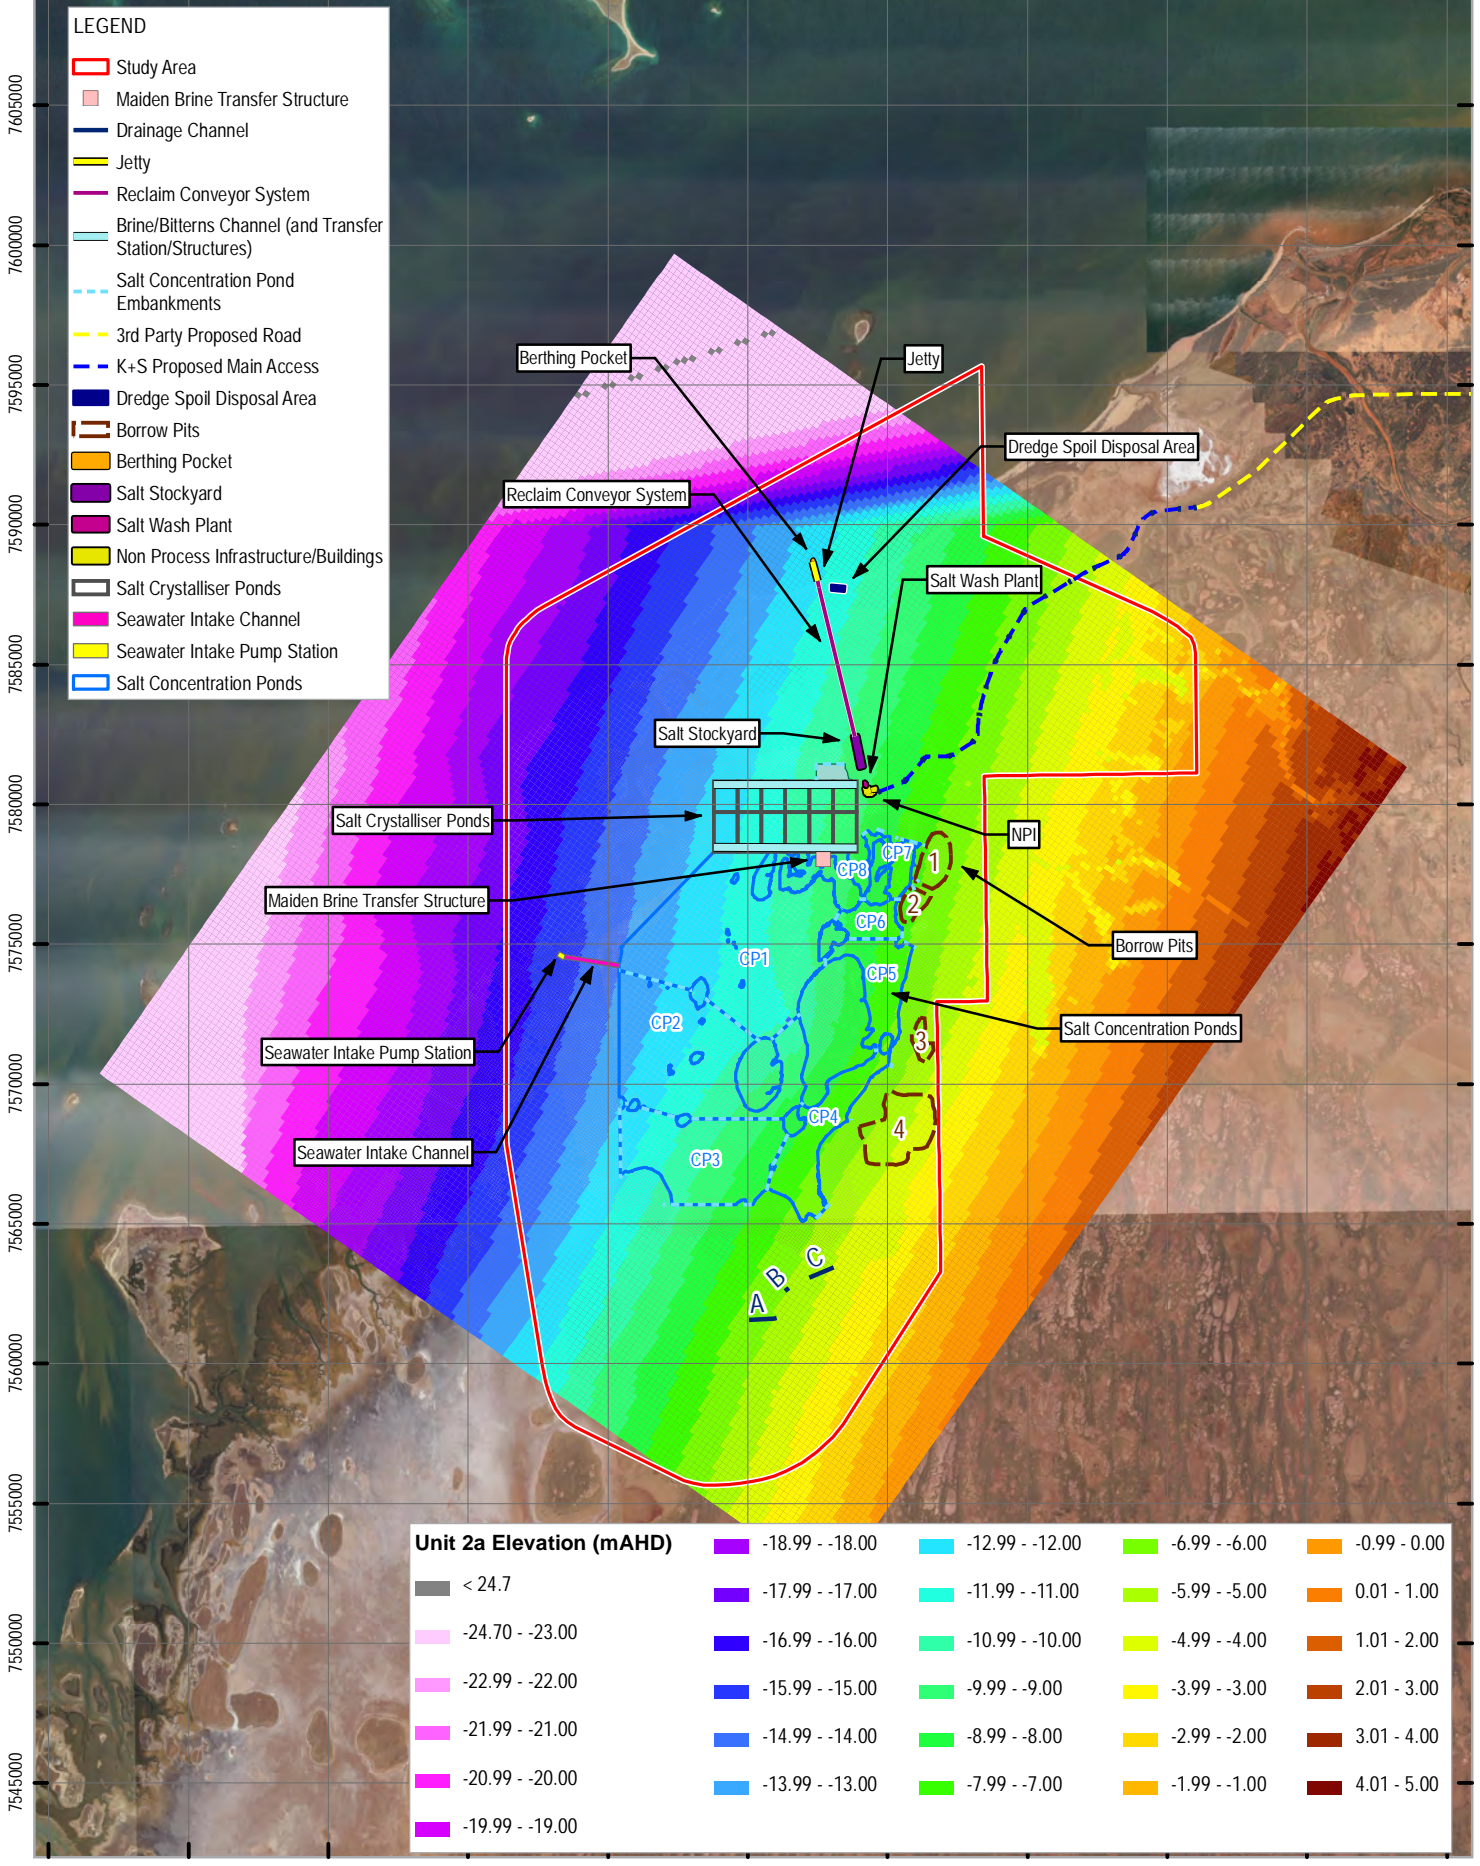 LEGEND
Study Area
Maiden Brine Transfer Structure
Drainage Channel
Jetty
Reclaim Conveyor System
Brine/Bitterns Channel (and Transfer
Station/Structures)
Salt Concentration Pond
Embankments
3rd Party Proposed Road
K+S Proposed Main Access
Dredge Spoil Disposal Area
Borrow Pits
Berthing Pocket
Salt Stockyard
Salt Wash Plant
Non Process Infrastructure/Buildings
Salt Crystalliser Ponds
Seawater Intake Channel
Seawater Intake Pump Station
Salt Concentration Ponds
7605000
7600000
7595000
7590000
7585000
7580000
7575000
7570000
7565000
7560000
7555000
7550000
7545000
Berthing Pocket
Jetty
Dredge Spoil Disposal Area
Reclaim Conveyor System
Salt Wash Plant
Salt Stockyard
Salt Crystalliser Ponds
NPI
Maiden Brine Transfer Structure
Borrow Pits
Salt Concentration Ponds
Seawater Intake Pump Station
Seawater Intake Channel
CP7
CP8
1
2
CP6
CP1
CP5
CP2
3
CP4
4
CP3
C
B
A
Unit 2a Elevation (mAHD)
< 24.7
-24.70 - -23.00
-22.99 - -22.00
-21.99 - -21.00
-20.99 - -20.00
-19.99 - -19.00
-18.99 - -18.00
-17.99 - -17.00
-16.99 - -16.00
-15.99 - -15.00
-14.99 - -14.00
-13.99 - -13.00
-12.99 - -12.00
-11.99 - -11.00
-10.99 - -10.00
-9.99 - -9.00
-8.99 - -8.00
-7.99 - -7.00
-6.99 - -6.00
-5.99 - -5.00
-4.99 - -4.00
-3.99 - -3.00
-2.99 - -2.00
-1.99 - -1.00
-0.99 - 0.00
0.01 - 1.00
1.01 - 2.00
2.01 - 3.00
3.01 - 4.00
4.01 - 5.00